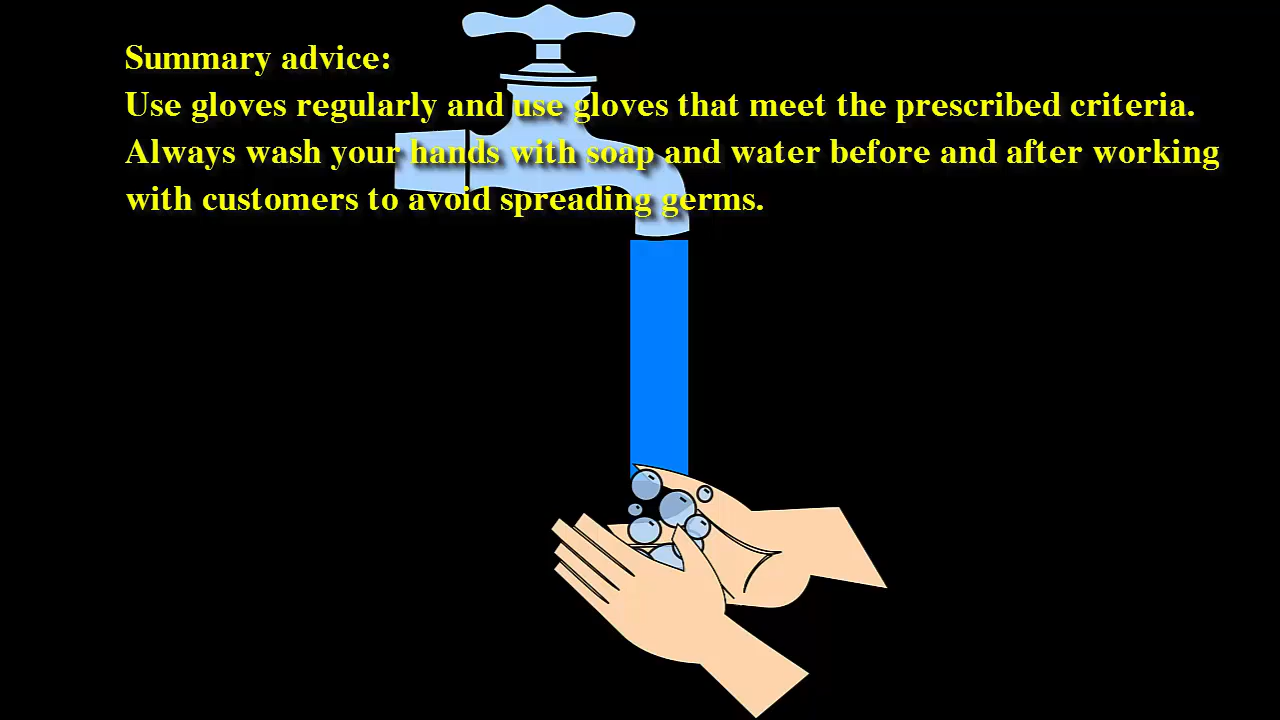 Summary advice:
Use gloves regularly and use gloves that meet the prescribed criteria.
Always wash your hands with soap and water before and after working
with customers to avoid spreading germs.